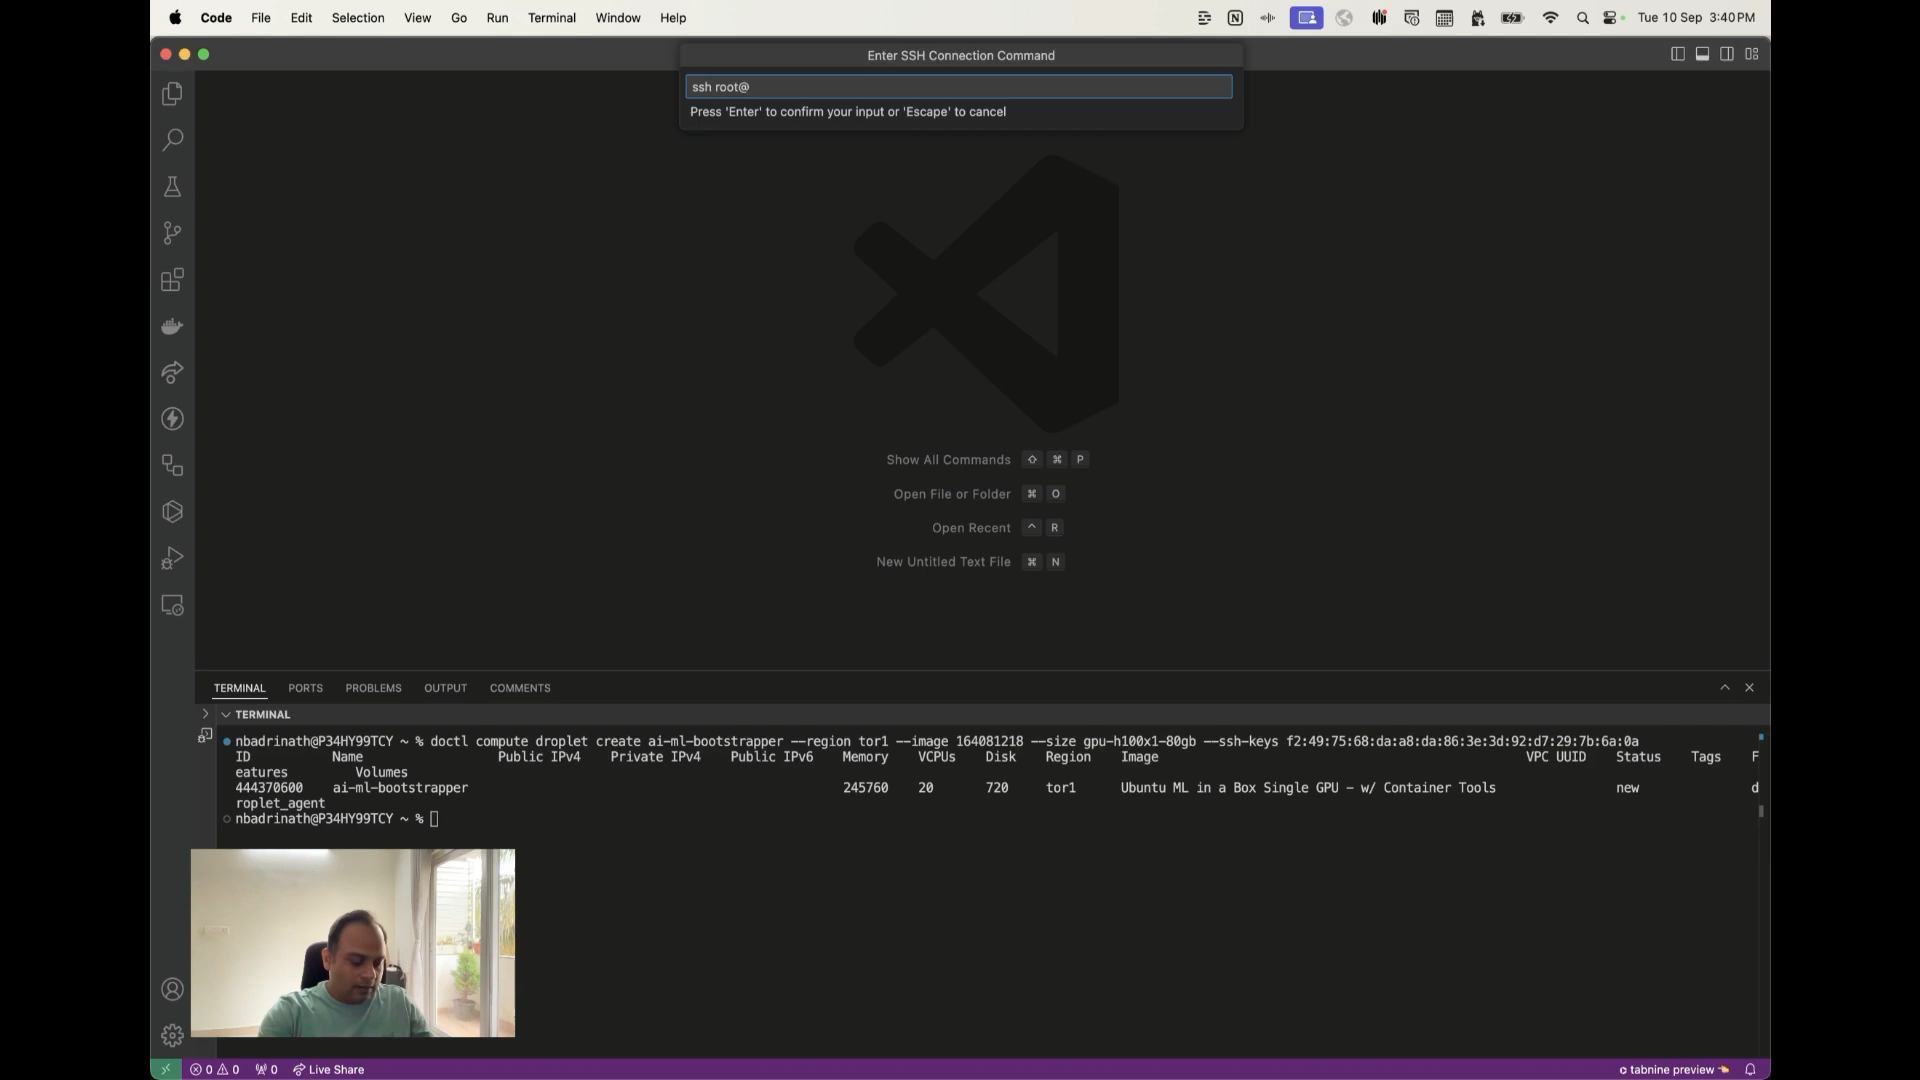 Code File Edit Selection View Go Run Terminal Window Help Tue 10 Sep 3:40 PM
Enter SSH Connection Command
ssh root@
Press 'Enter' to confirm your input or 'Escape' to cancel
Show All Commands ⇧ ⌘ P
Open File or Folder ⌘ O
Open Recent ^ R
New Untitled Text File ⌘ N
TERMINAL PORTS PROBLEMS OUTPUT COMMENTS
TERMINAL
nbadrinath@P34HY99TCY ~ % doctl compute droplet create ai-ml-bootstrapper --region tor1 --image 164081218 --size gpu-h100x1-80gb --ssh-keys f2:49:75:68:da:a8:da:86:3e:3d:92:d7:29:7b:6a:0a
ID Name Public IPv4 Private IPv4 Public IPv6 Memory VCPUs Disk Region Image VPC UUID Status Tags F
eatures Volumes
444370600 ai-ml-bootstrapper 245760 20 720 tor1 Ubuntu ML in a Box Single GPU - w/ Container Tools new d
roplet_agent
nbadrinath@P34HY99TCY ~ %
0 0 0 Live Share tabnine preview